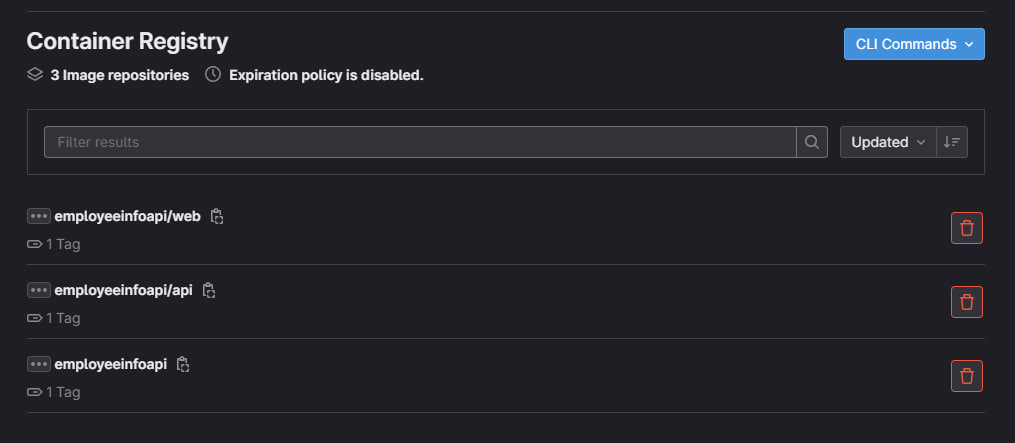 Container Registry
CLI Commands
3 Image repositories
Expiration policy is disabled.
Filter results
Updated
employeeinfoapi/web
1 Tag
employeeinfoapi/api
1 Tag
employeeinfoapi
1 Tag